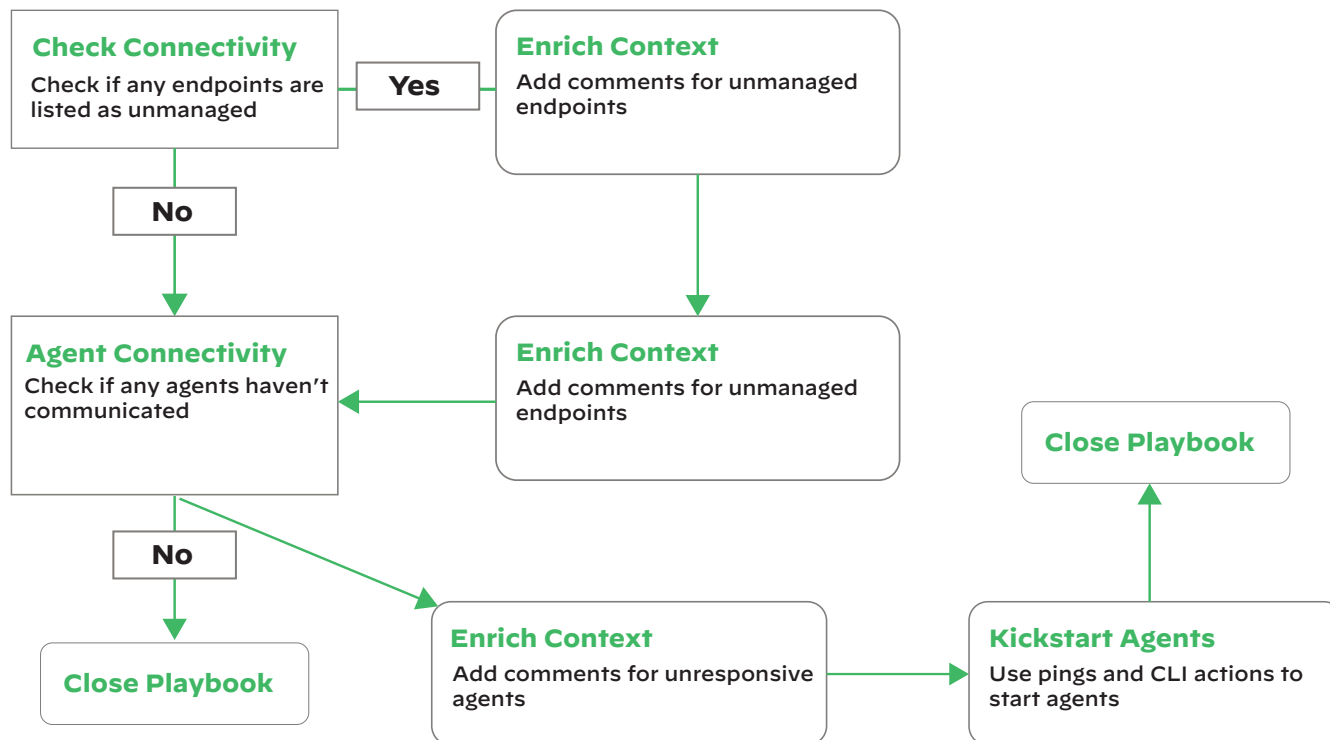 Check Connectivity
Check if any endpoints are
listed as unmanaged
Yes
Enrich Context
Add comments for unmanaged
endpoints
No
Agent Connectivity
Check if any agents haven’t
communicated
Enrich Context
Add comments for unmanaged
endpoints
No
Close Playbook
Enrich Context
Add comments for unresponsive
agents
Kickstart Agents
Use pings and CLI actions to
start agents
Close Playbook